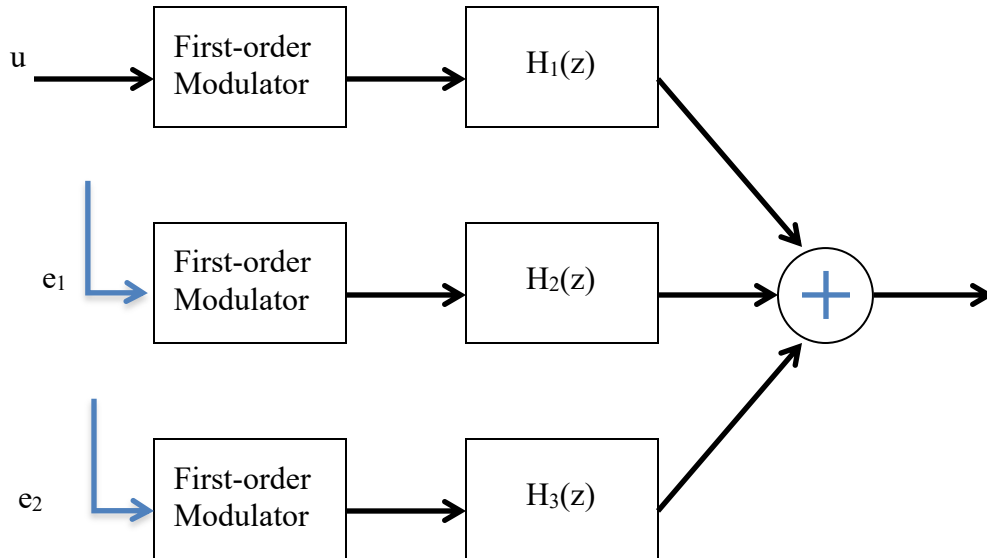 u
First-order
Modulator
H₁(z)
e₁
First-order
Modulator
H₂(z)
e₂
First-order
Modulator
H₃(z)